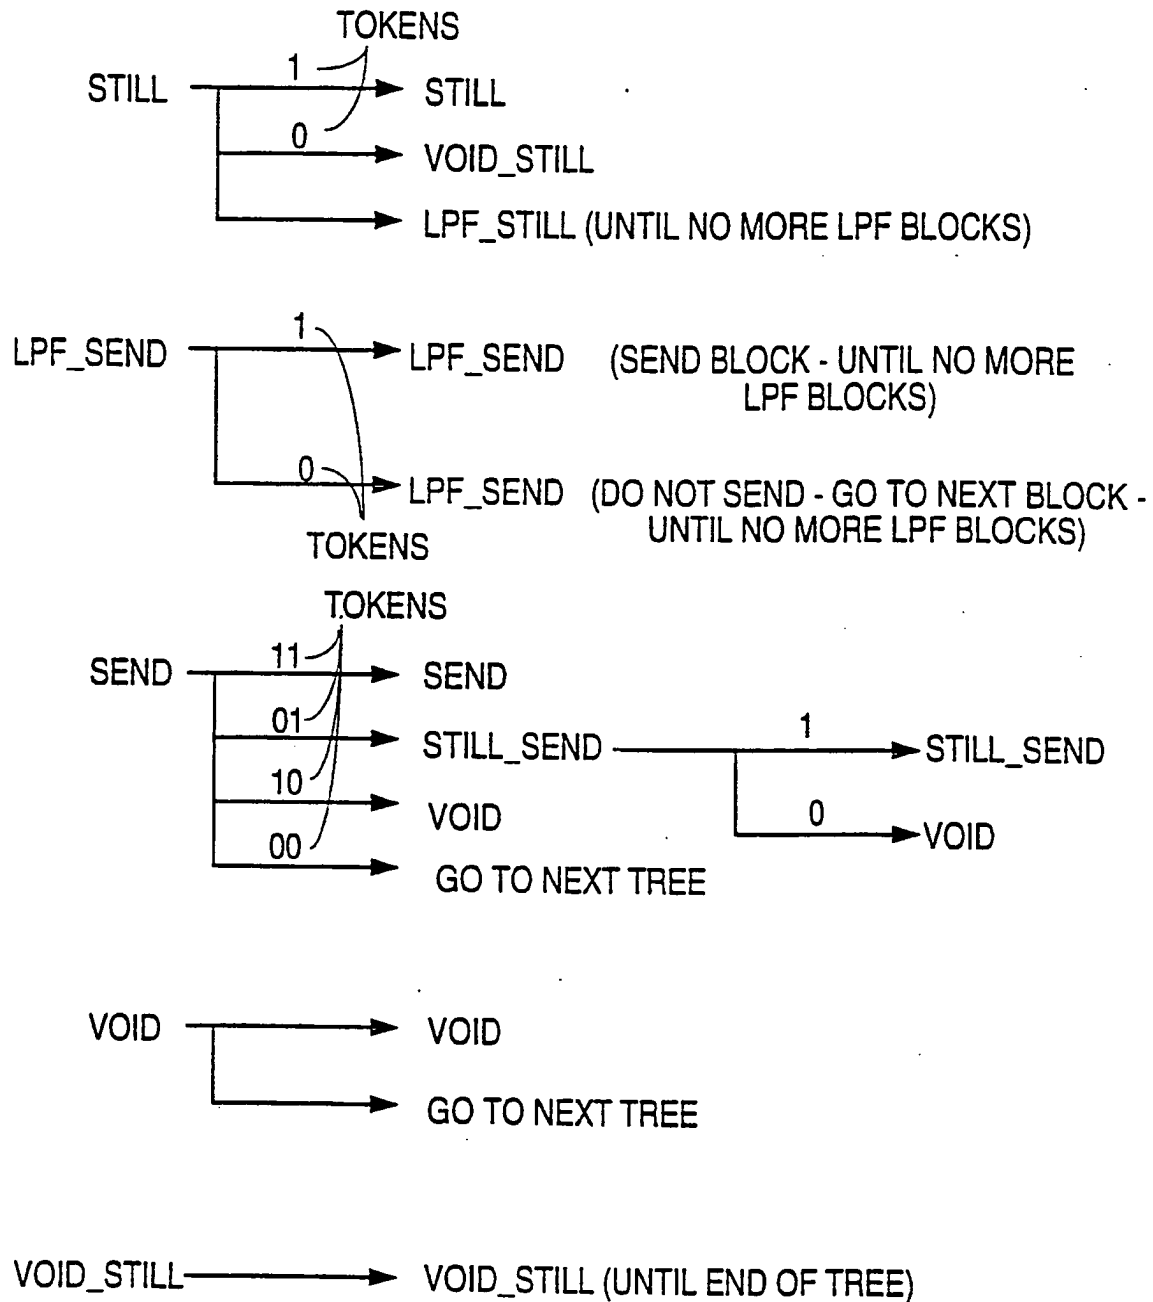 TOKENS
STILL
1
STILL
0
VOID_STILL
LPF_STILL (UNTIL NO MORE LPF BLOCKS)
LPF_SEND
1
LPF_SEND (SEND BLOCK - UNTIL NO MORE
LPF BLOCKS)
0
LPF_SEND (DO NOT SEND - GO TO NEXT BLOCK -
UNTIL NO MORE LPF BLOCKS)
TOKENS
TOKENS
SEND
11
SEND
01
STILL_SEND
1
STILL_SEND
10
VOID
0
VOID
00
GO TO NEXT TREE
VOID
VOID
GO TO NEXT TREE
VOID_STILL
VOID_STILL (UNTIL END OF TREE)